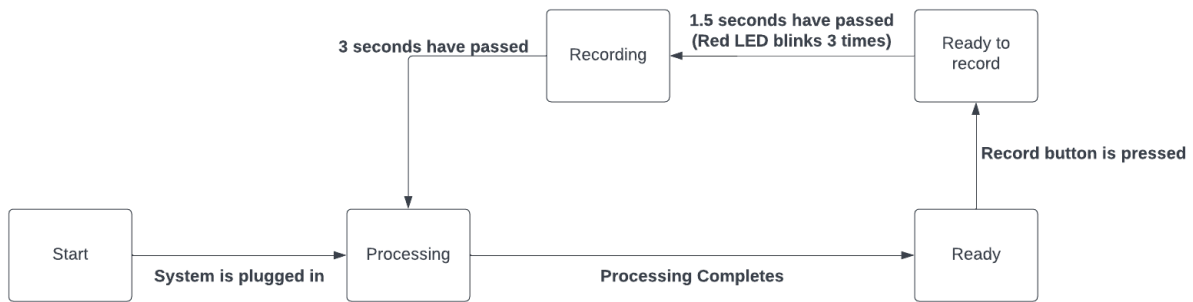 1.5 seconds have passed
(Red LED blinks 3 times)
3 seconds have passed
Recording
Ready to
record
Record button is pressed
Start
System is plugged in
Processing
Processing Completes
Ready